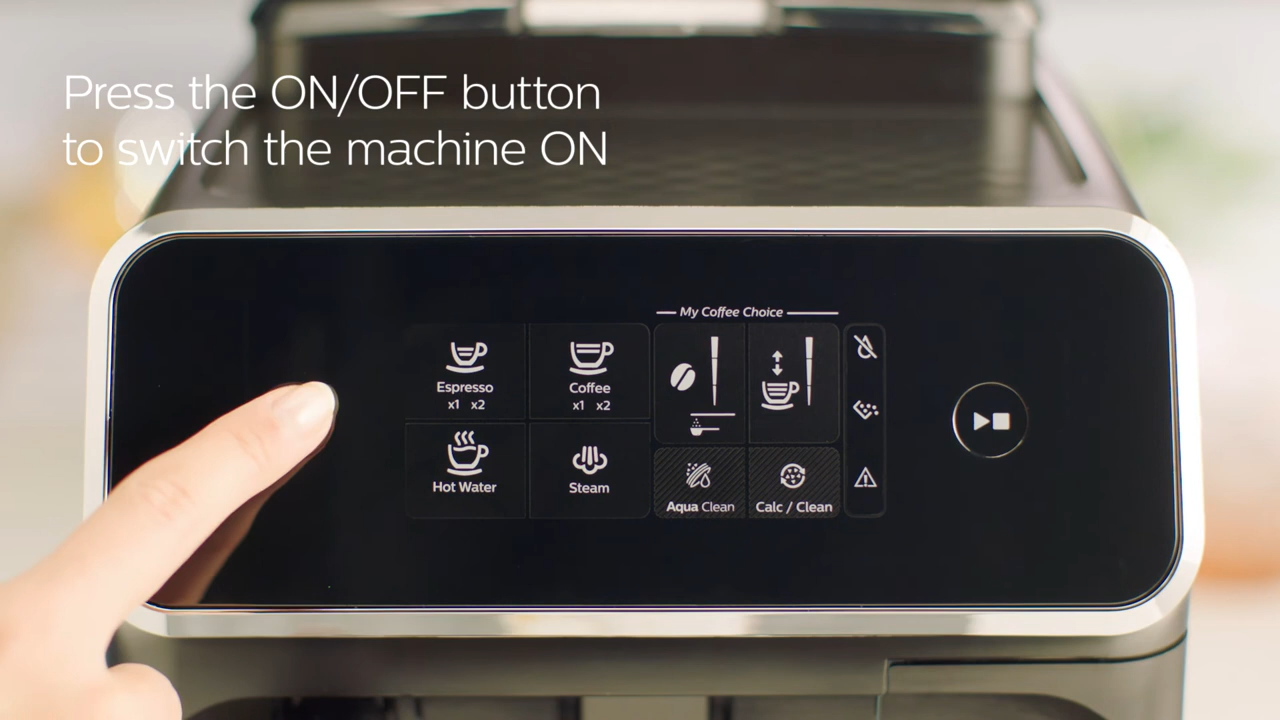 Press the ON/OFF button
to switch the machine ON
My Coffee Choice
Espresso
x1 x2
Coffee
x1 x2
Hot Water
Steam
Aqua Clean
Calc / Clean